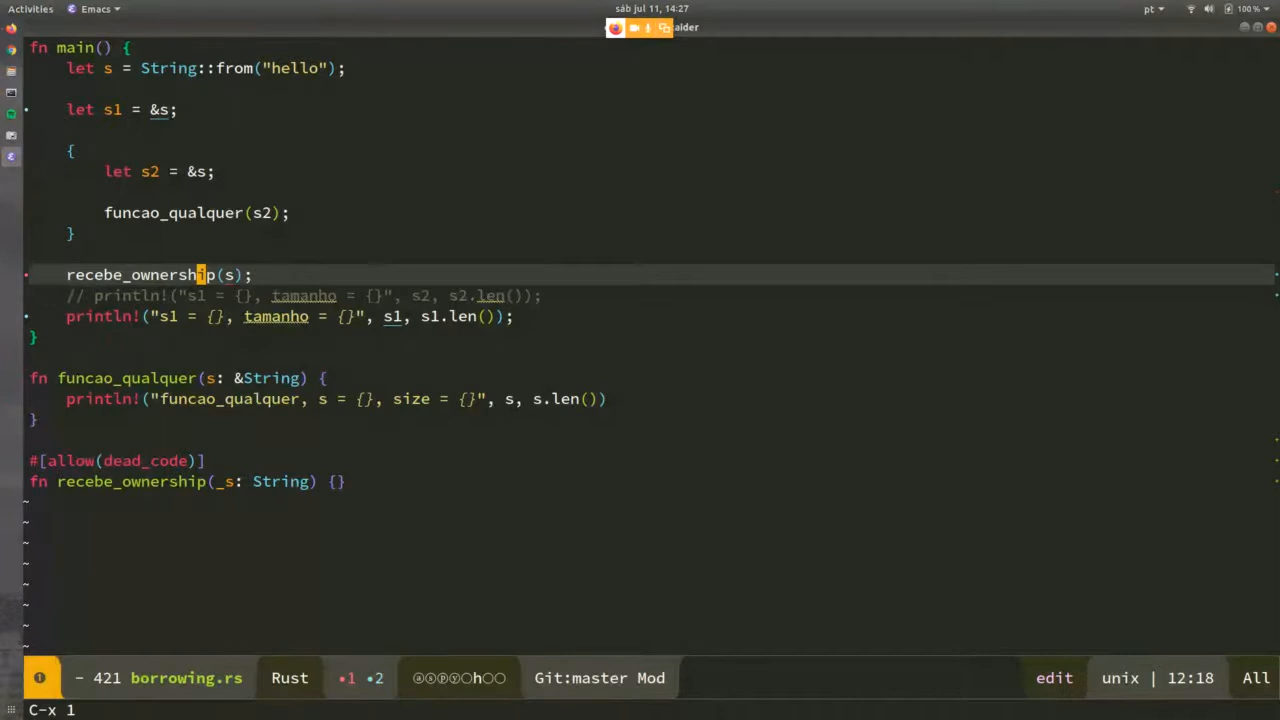 Activities Emacs sáb jul 11, 14:27 pt 100%
alder
fn main() {
let s = String::from("hello");
let s1 = &s;
{
let s2 = &s;
funcao_qualquer(s2);
}
recebe_ownership(s);
// println!("s1 = {}, tamanho = {}", s2, s2.len());
println!("s1 = {}, tamanho = {}", s1, s1.len());
}
fn funcao_qualquer(s: &String) {
println!("funcao_qualquer, s = {}, size = {}", s, s.len())
}
#[allow(dead_code)]
fn recebe_ownership(_s: String) {}
~
~
~
~
~
~
~
~
❶ - 421 borrowing.rs Rust •1 •2 ⓐⓢⓟⓨ○h○○ Git:master Mod edit unix | 12:18 All
C-x 1